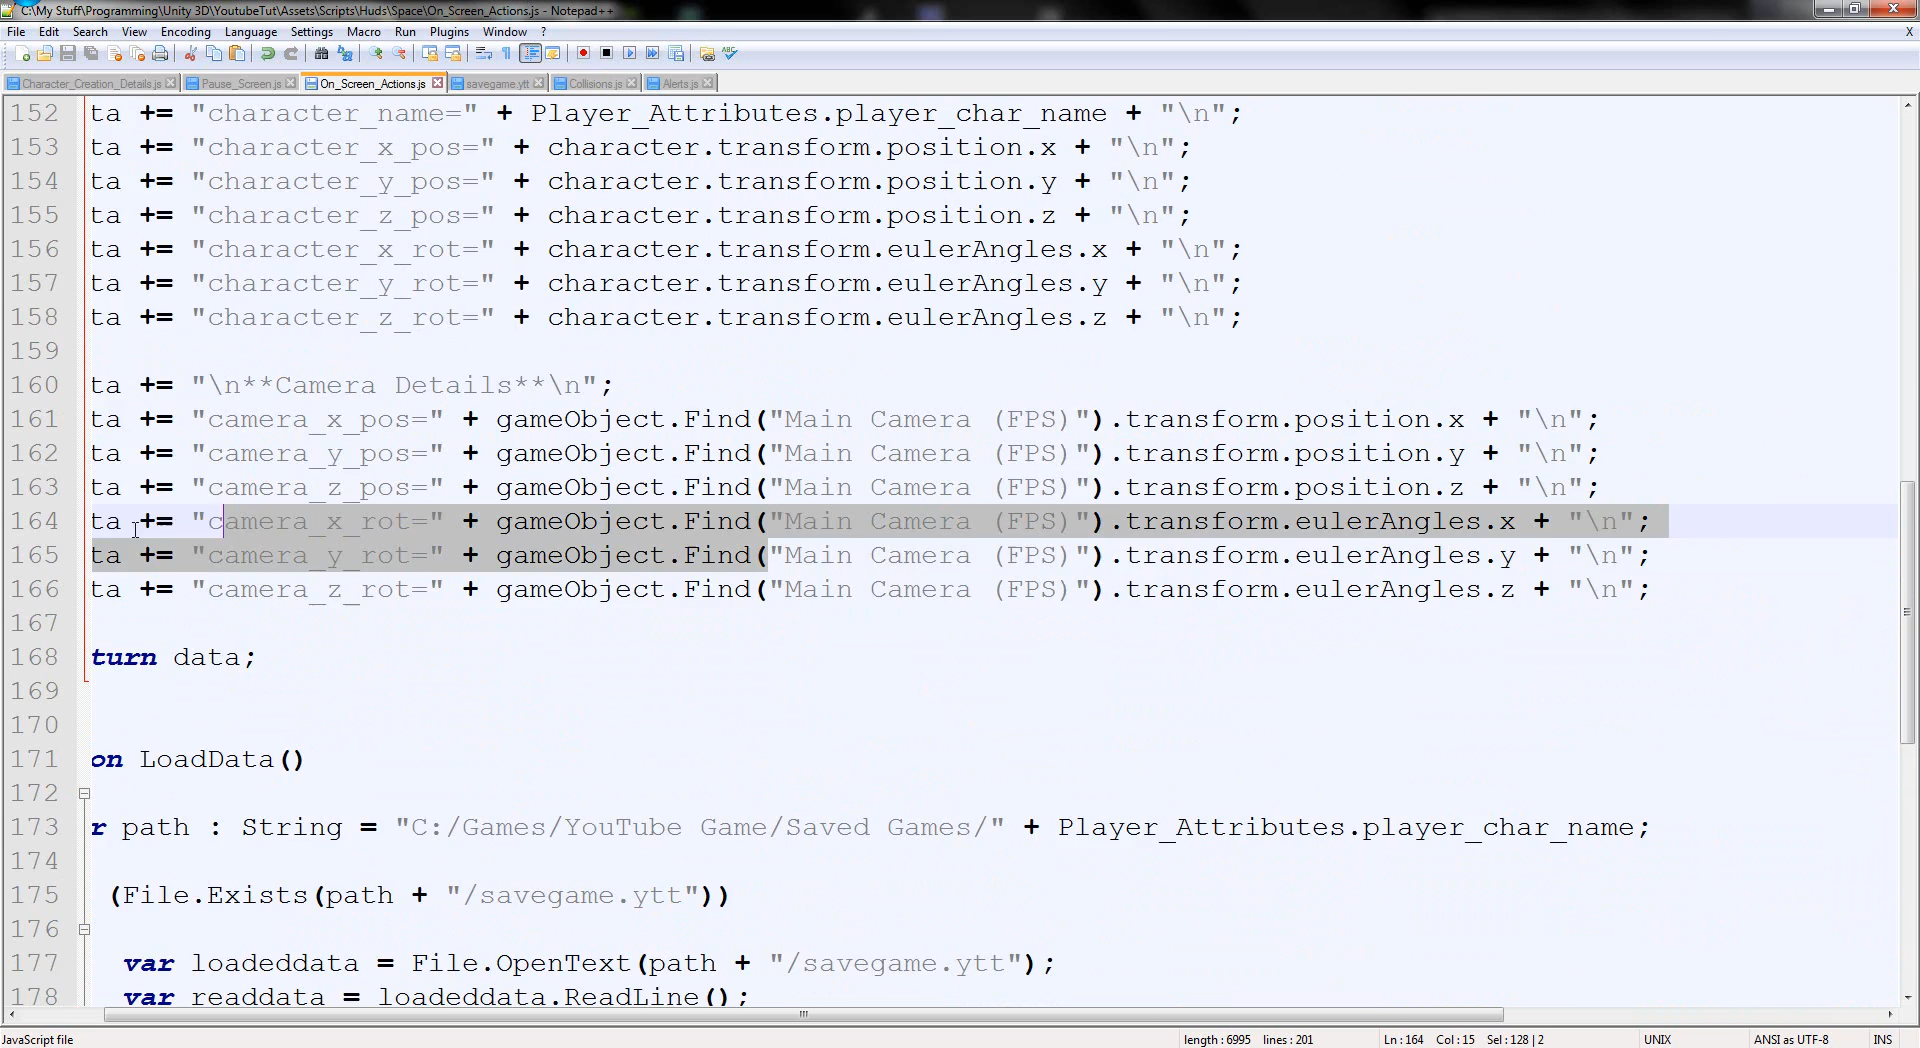 C:\My Stuff\Programming\Unity 3D\YoutubeTut\Assets\Scripts\Huds\Space\On_Screen_Actions.js - Notepad++
File Edit Search View Encoding Language Settings Macro Run Plugins Window ? X
Character_Creation_Details.js Pause_Screen.js On_Screen_Actions.js savegame.ytt Collisions.js Alerts.js
152 ta += "character_name=" + Player_Attributes.player_char_name + "\n";
153 ta += "character_x_pos=" + character.transform.position.x + "\n";
154 ta += "character_y_pos=" + character.transform.position.y + "\n";
155 ta += "character_z_pos=" + character.transform.position.z + "\n";
156 ta += "character_x_rot=" + character.transform.eulerAngles.x + "\n";
157 ta += "character_y_rot=" + character.transform.eulerAngles.y + "\n";
158 ta += "character_z_rot=" + character.transform.eulerAngles.z + "\n";
159
160 ta += "\n**Camera Details**\n";
161 ta += "camera_x_pos=" + gameObject.Find("Main Camera (FPS)").transform.position.x + "\n";
162 ta += "camera_y_pos=" + gameObject.Find("Main Camera (FPS)").transform.position.y + "\n";
163 ta += "camera_z_pos=" + gameObject.Find("Main Camera (FPS)").transform.position.z + "\n";
164 ta += "camera_x_rot=" + gameObject.Find("Main Camera (FPS)").transform.eulerAngles.x + "\n";
165 ta += "camera_y_rot=" + gameObject.Find("Main Camera (FPS)").transform.eulerAngles.y + "\n";
166 ta += "camera_z_rot=" + gameObject.Find("Main Camera (FPS)").transform.eulerAngles.z + "\n";
167
168 turn data;
169
170
171 on LoadData()
172
173 r path : String = "C:/Games/YouTube Game/Saved Games/" + Player_Attributes.player_char_name;
174
175 (File.Exists(path + "/savegame.ytt"))
176
177 var loadeddata = File.OpenText(path + "/savegame.ytt");
178 var readdata = loadeddata.ReadLine();
JavaScript file length : 6995 lines : 201 Ln : 164 Col : 15 Sel : 128 | 2 UNIX ANSI as UTF-8 INS